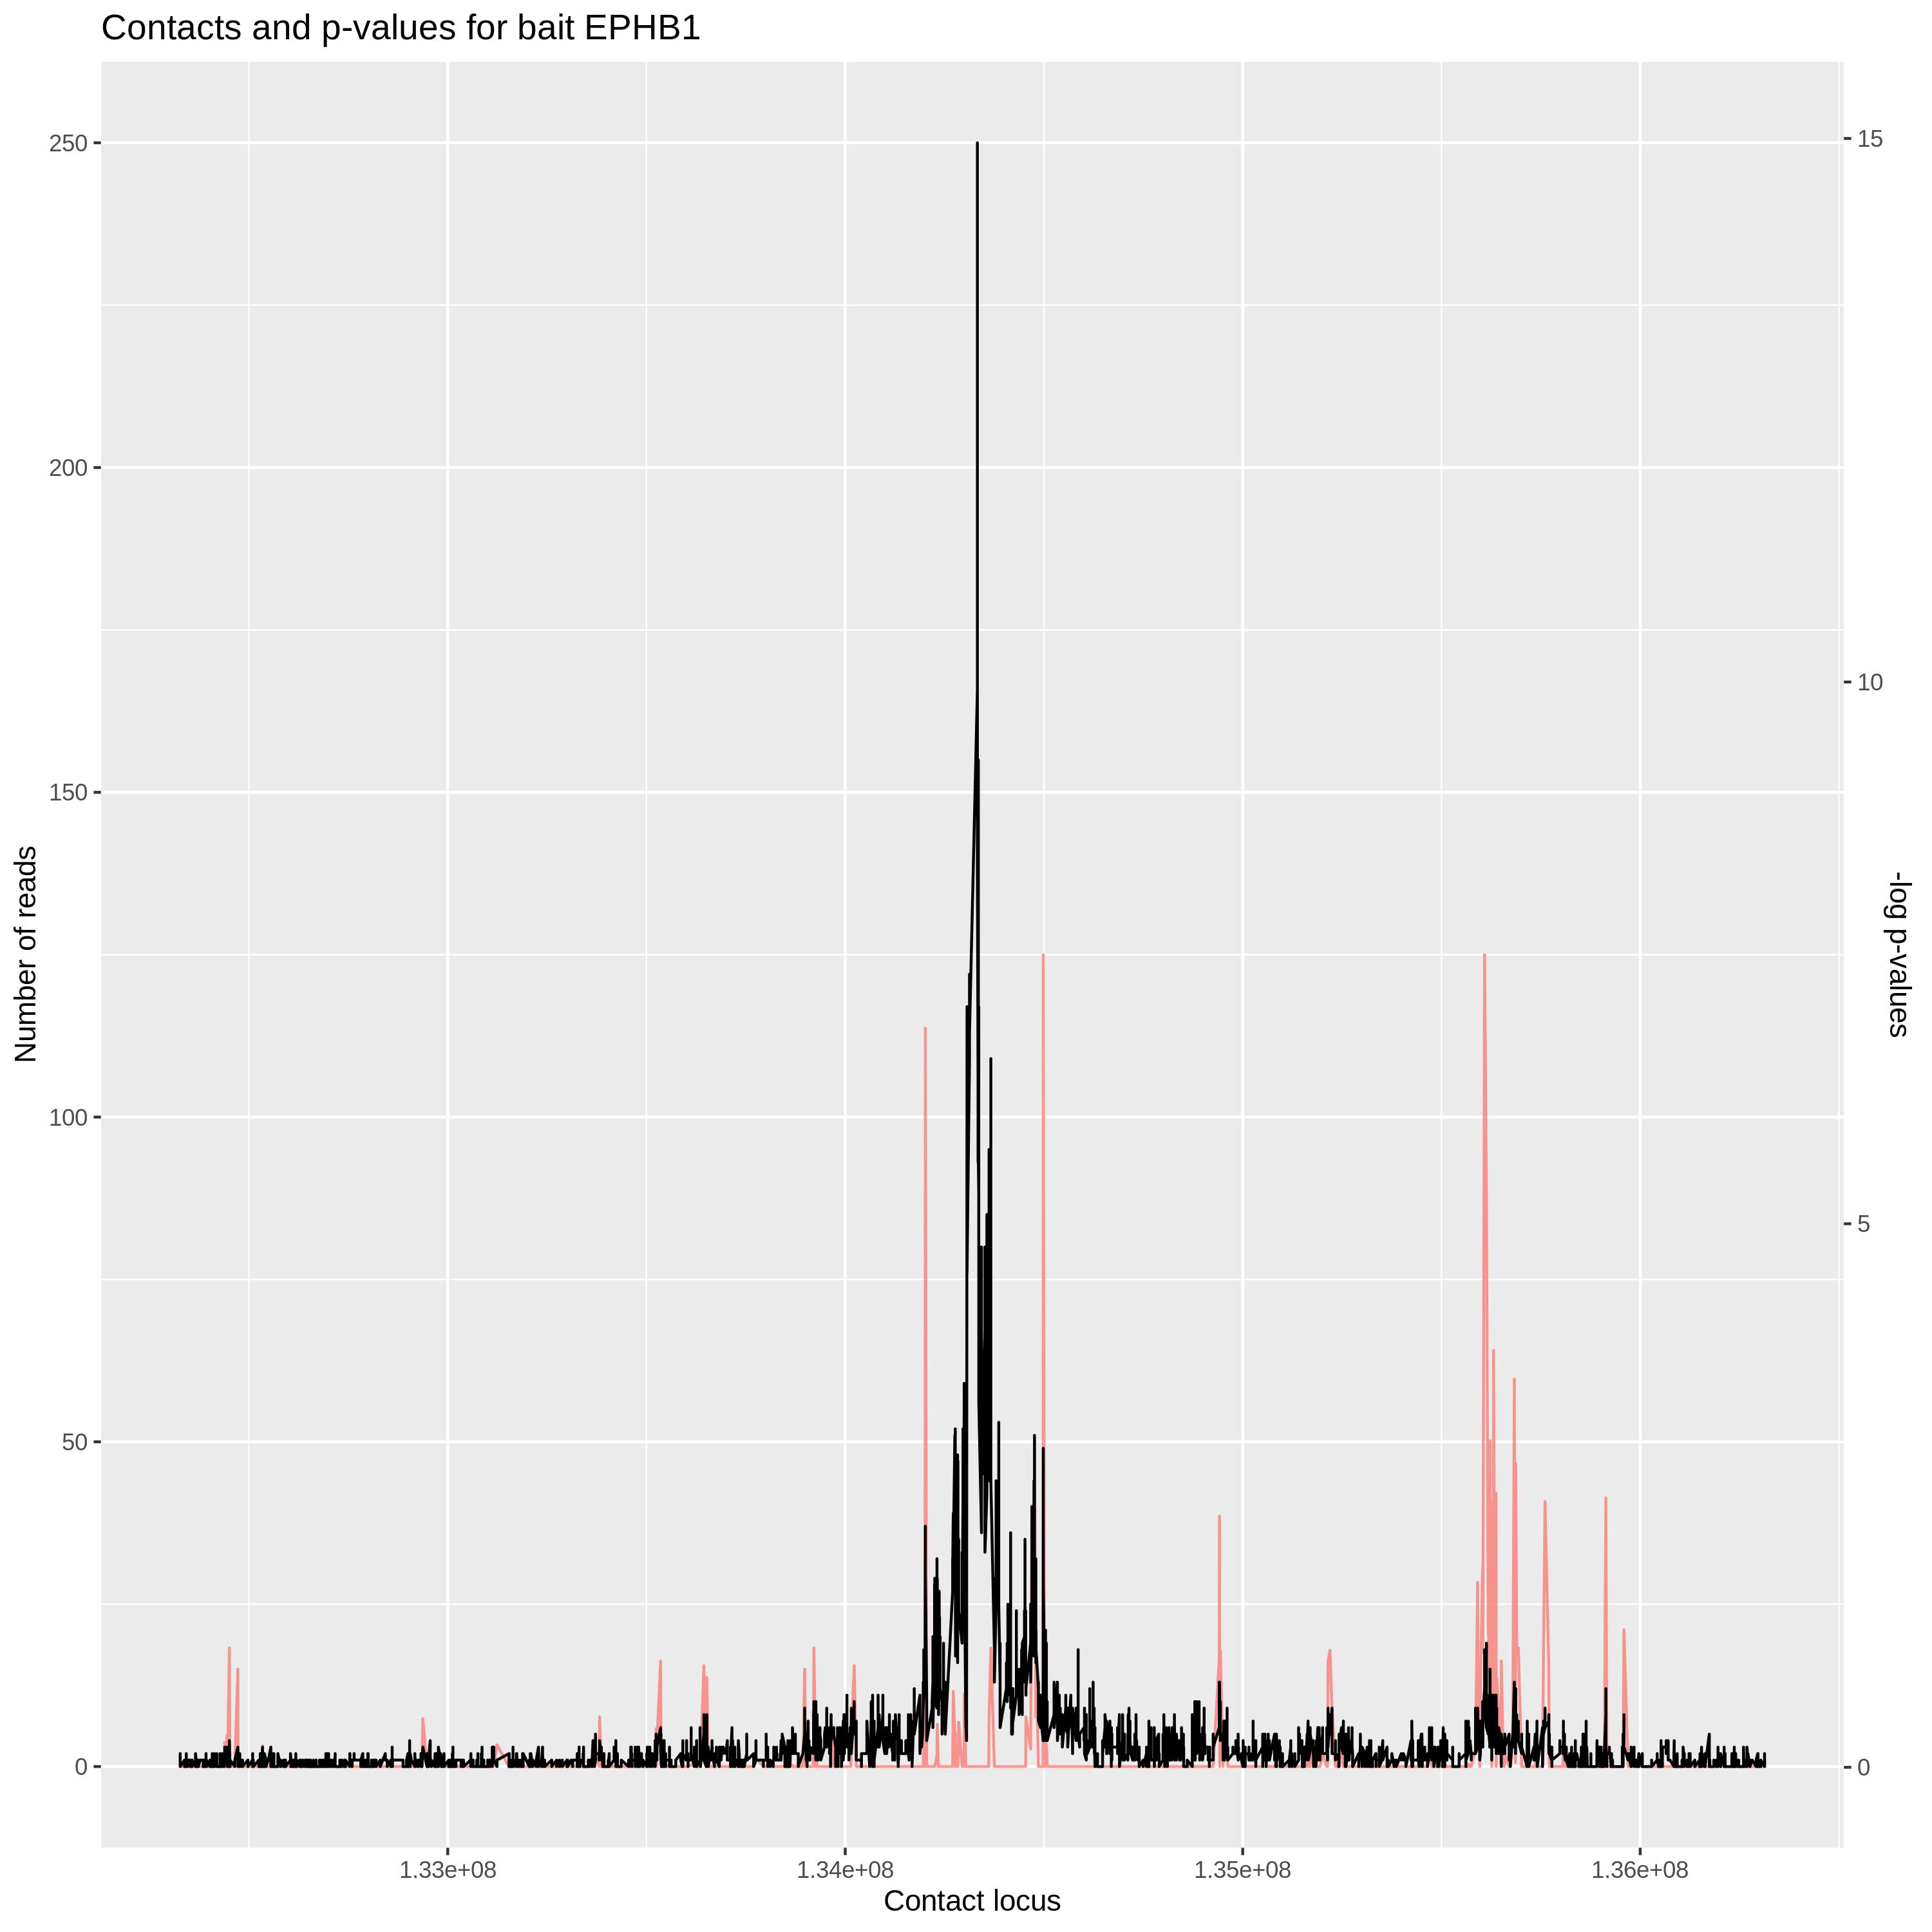 Contacts and p-values for bait EPHB1
250
200
150
100
50
0
15
10
5
0
Number of reads
-log p-values
1.33e+08
1.34e+08
1.35e+08
1.36e+08
Contact locus